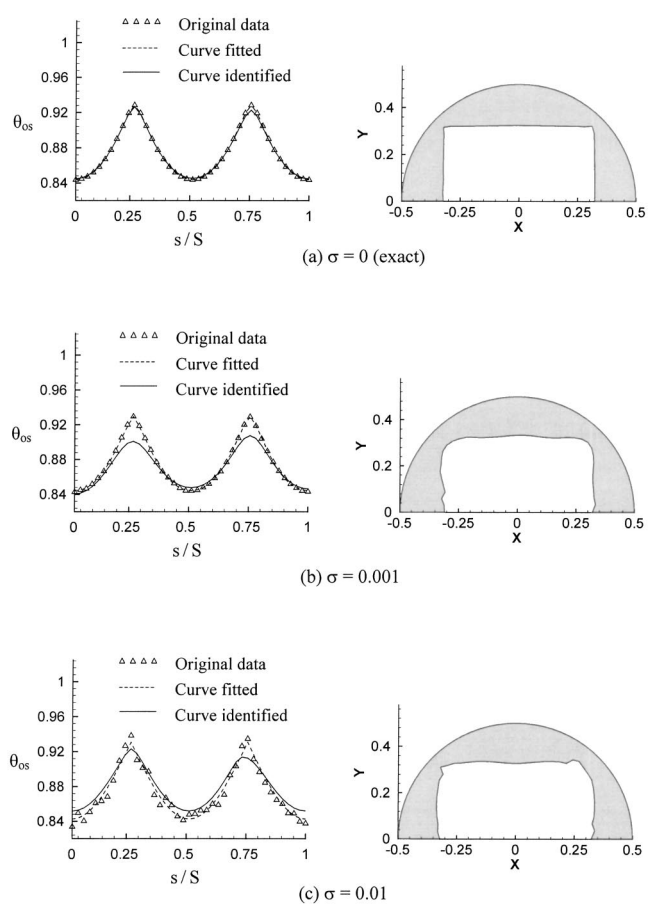 △ △ △ △ Original data
Curve fitted
Curve identified
1
0.96
0.92
0.88
0.84
θos
0 0.25 0.5 0.75 1
s / S
0.4
0.2
0
Y
-0.5 -0.25 0 0.25 0.5
X
(a) σ = 0 (exact)
△ △ △ △ Original data
Curve fitted
Curve identified
1
0.96
0.92
0.88
0.84
θos
0 0.25 0.5 0.75 1
s / S
0.4
0.2
0
Y
-0.5 -0.25 0 0.25 0.5
X
(b) σ = 0.001
△ △ △ △ Original data
Curve fitted
Curve identified
1
0.96
0.92
0.88
0.84
θos
0 0.25 0.5 0.75 1
s / S
0.4
0.2
0
Y
-0.5 -0.25 0 0.25 0.5
X
(c) σ = 0.01